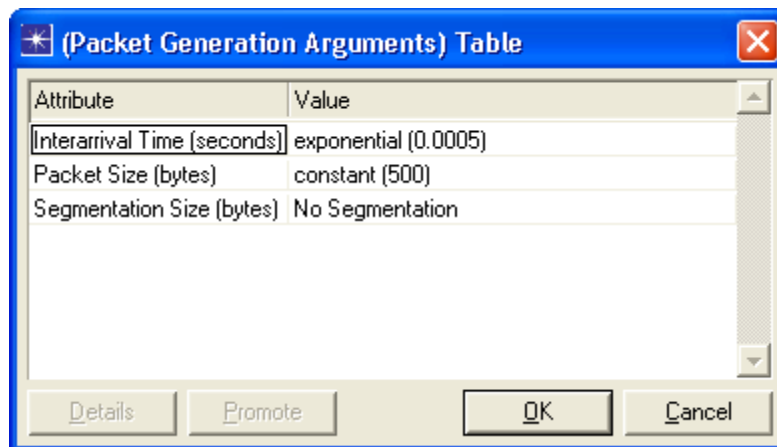 (Packet Generation Arguments) Table
Attribute Value
Interarrival Time (seconds) exponential (0.0005)
Packet Size (bytes) constant (500)
Segmentation Size (bytes) No Segmentation
Details Promote OK Cancel